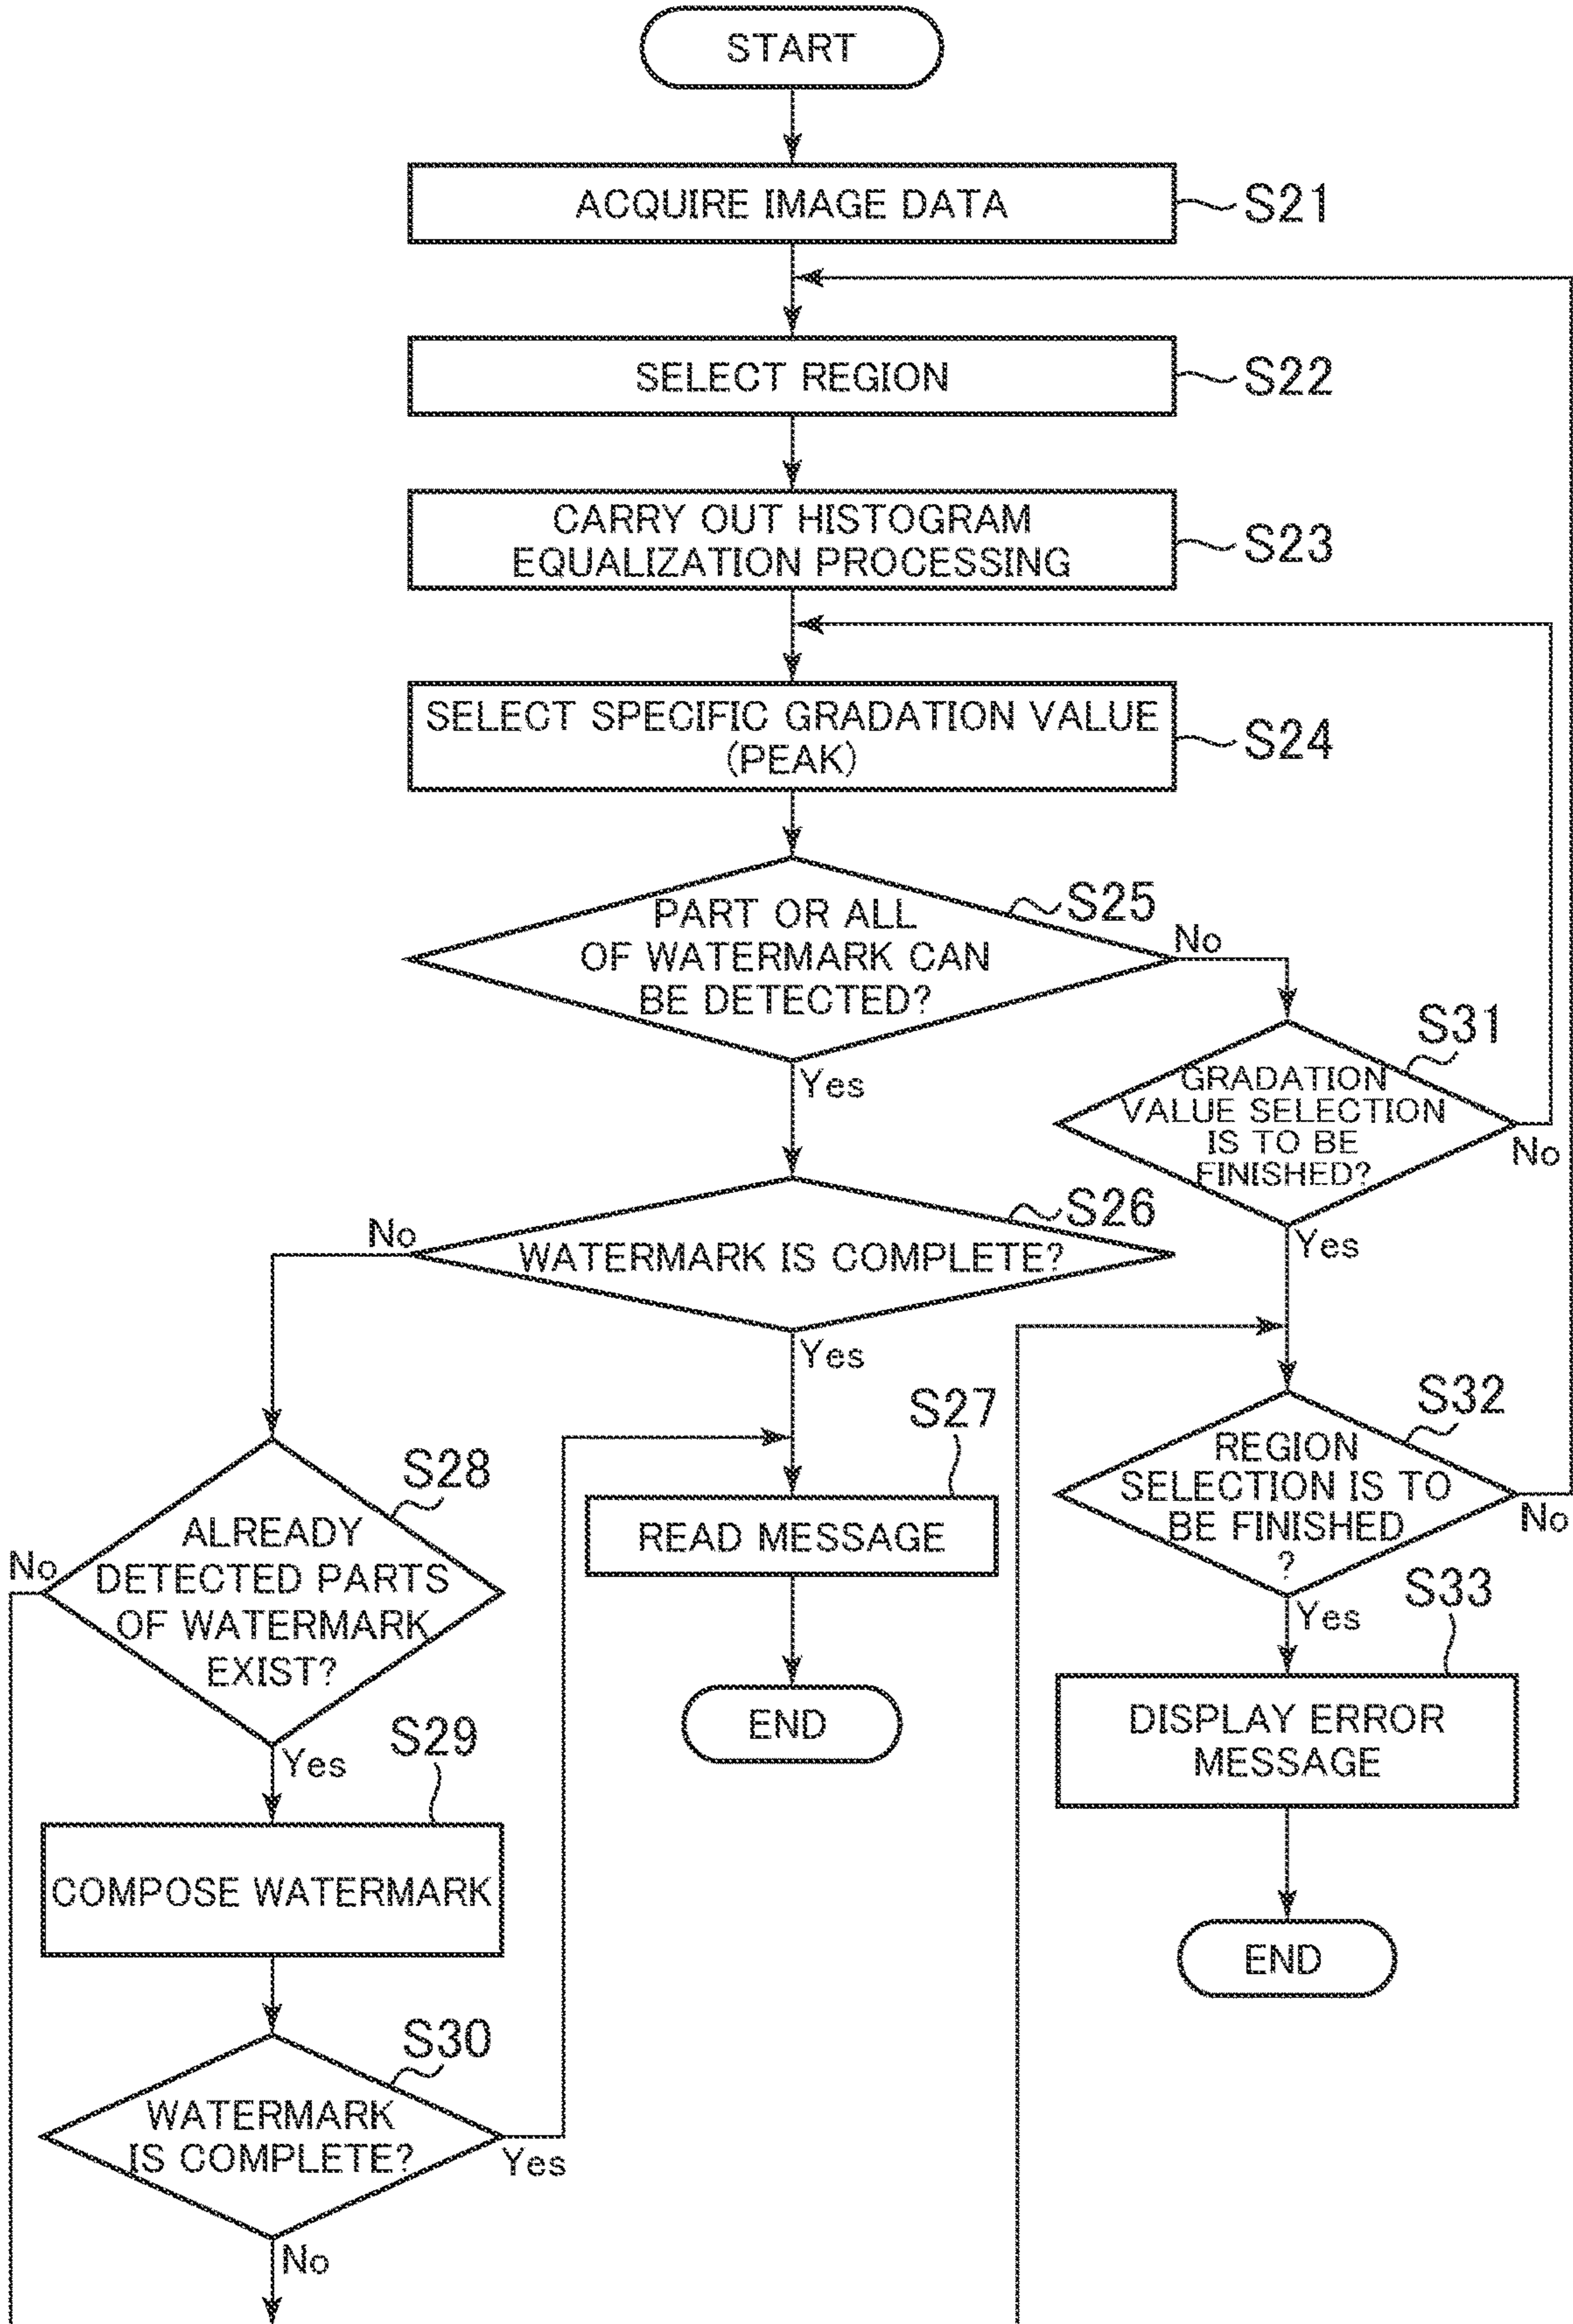 START
ACQUIRE IMAGE DATA
S21
SELECT REGION
S22
CARRY OUT HISTOGRAM
EQUALIZATION PROCESSING
S23
SELECT SPECIFIC GRADATION VALUE
(PEAK)
S24
PART OR ALL
OF WATERMARK CAN
BE DETECTED?
S25
No
Yes
GRADATION
VALUE SELECTION
IS TO BE
FINISHED?
S31
No
Yes
WATERMARK IS COMPLETE?
S26
No
Yes
S27
READ MESSAGE
END
REGION
SELECTION IS TO
BE FINISHED
?
S32
No
Yes
S33
DISPLAY ERROR
MESSAGE
END
S28
ALREADY
DETECTED PARTS
OF WATERMARK
EXIST?
No
Yes
S29
COMPOSE WATERMARK
S30
WATERMARK
IS COMPLETE?
Yes
No